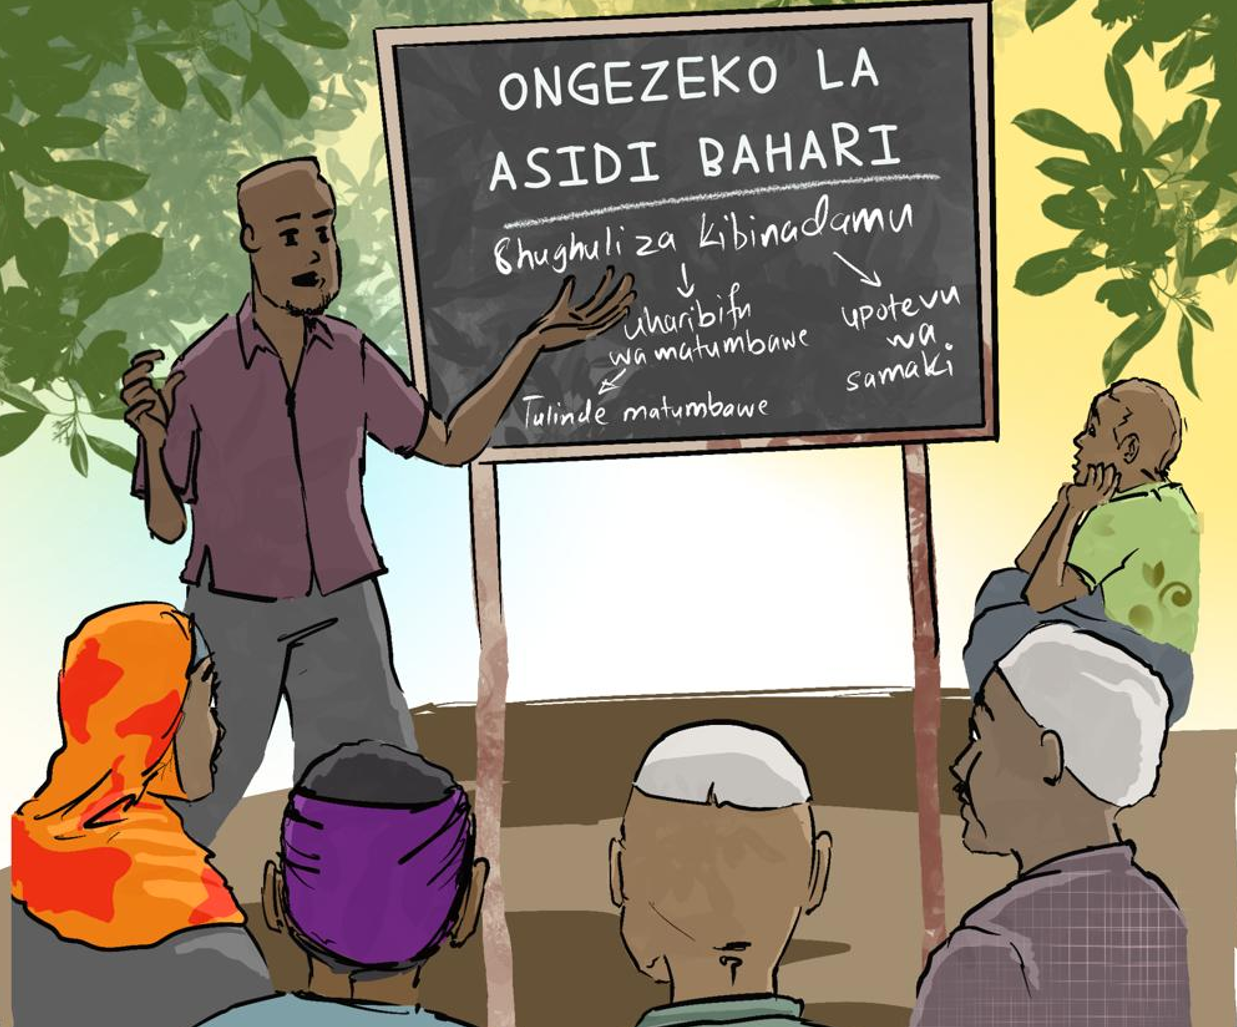 ONGEZEKO LA
ASIDI BAHARI
Shughuli za kibinadamu
uharibifu
wa matumbawe
Tulinde matumbawe
upotevu
wa
samaki